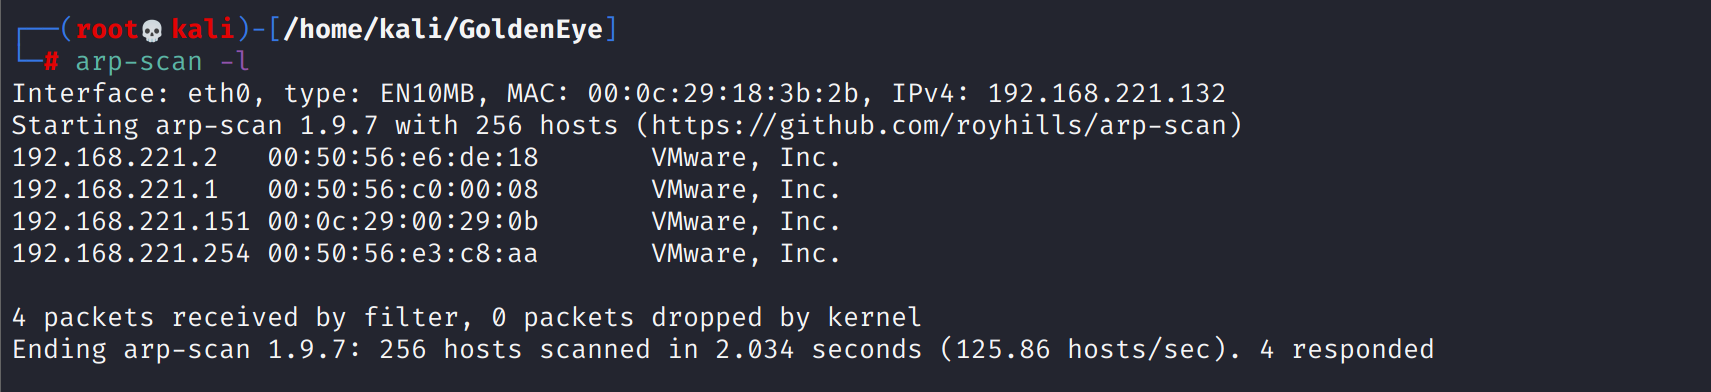 ┌──(root💀kali)-[/home/kali/GoldenEye]
└─# arp-scan -l
Interface: eth0, type: EN10MB, MAC: 00:0c:29:18:3b:2b, IPv4: 192.168.221.132
Starting arp-scan 1.9.7 with 256 hosts (https://github.com/royhills/arp-scan)
192.168.221.2   00:50:56:e6:de:18       VMware, Inc.
192.168.221.1   00:50:56:c0:00:08       VMware, Inc.
192.168.221.151 00:0c:29:00:29:0b       VMware, Inc.
192.168.221.254 00:50:56:e3:c8:aa       VMware, Inc.
4 packets received by filter, 0 packets dropped by kernel
Ending arp-scan 1.9.7: 256 hosts scanned in 2.034 seconds (125.86 hosts/sec). 4 responded